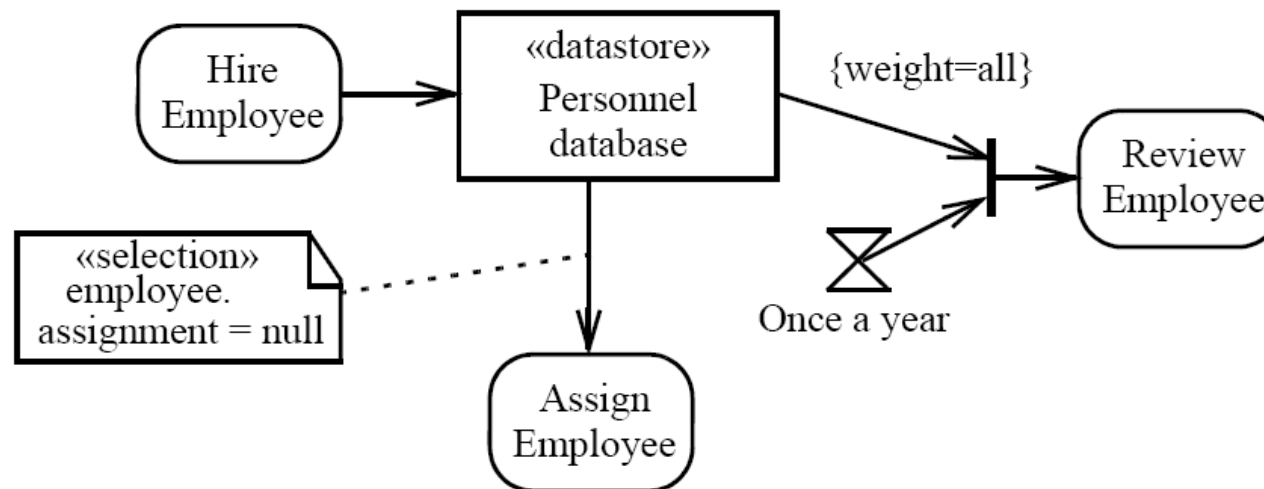 Hire
Employee
«datastore»
Personnel
database
{weight=all}
Review
Employee
«selection»
employee.
assignment = null
Once a year
Assign
Employee